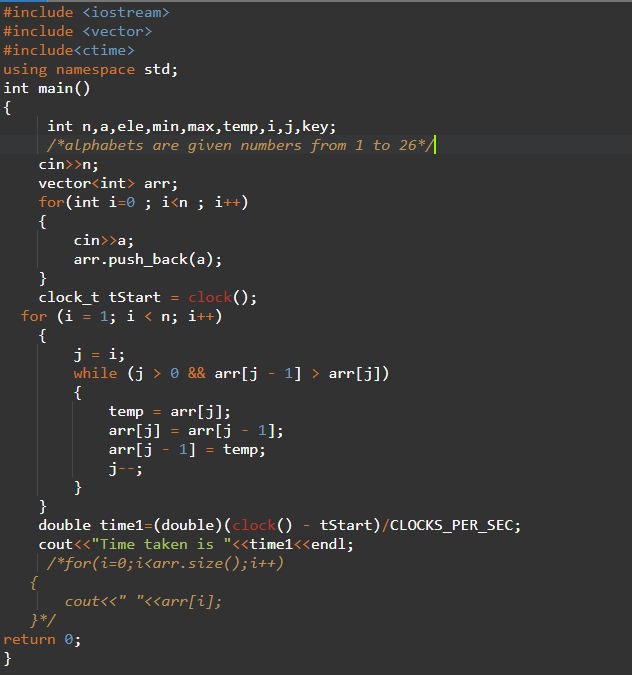 #include <iostream>
#include <vector>
#include<ctime>
using namespace std;
int main()
{
int n,a,ele,min,max,temp,i,j,key;
/*alphabets are given numbers from 1 to 26*/
cin>>n;
vector<int> arr;
for(int i=0 ; i<n ; i++)
{
cin>>a;
arr.push_back(a);
}
clock_t tStart = clock();
for (i = 1; i < n; i++)
{
j = i;
while (j > 0 && arr[j - 1] > arr[j])
{
temp = arr[j];
arr[j] = arr[j - 1];
arr[j - 1] = temp;
j--;
}
}
double time1=(double)(clock() - tStart)/CLOCKS_PER_SEC;
cout<<"Time taken is "<<time1<<endl;
/*for(i=0;i<arr.size();i++)
{
cout<<" "<<arr[i];
}*/
return 0;
}